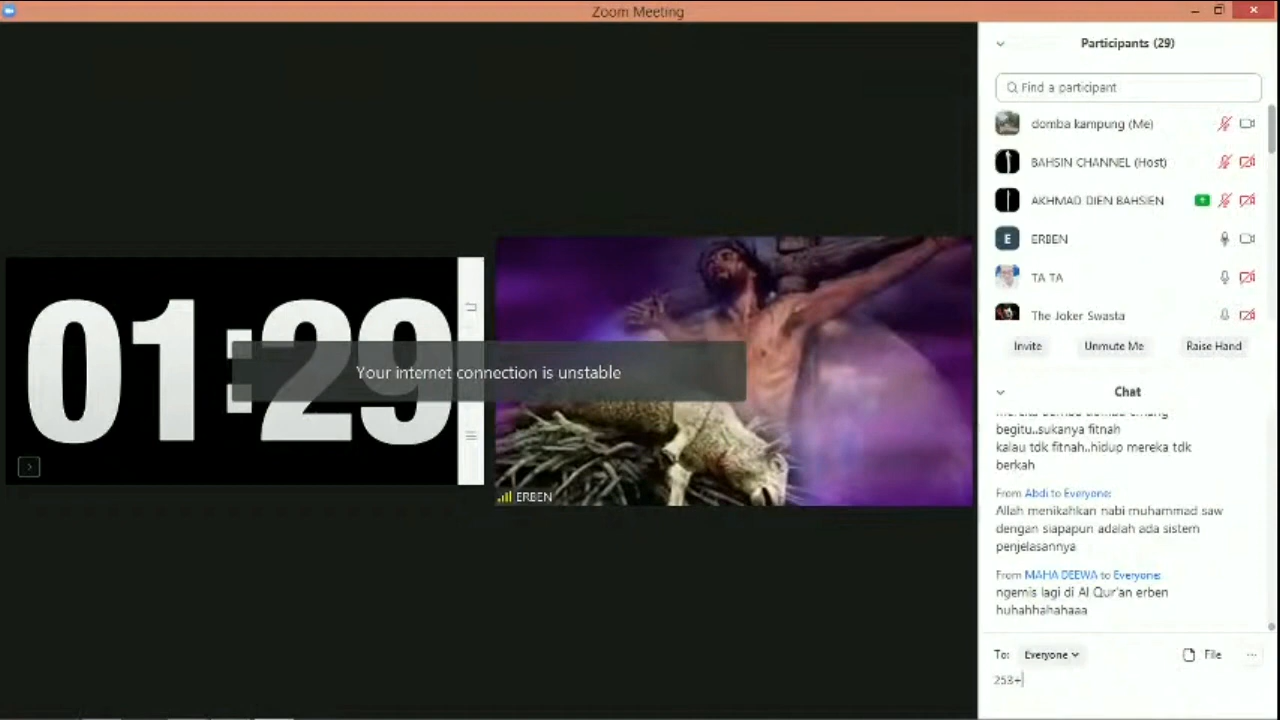 Zoom Meeting
01:29
Your internet connection is unstable
ERBEN
Participants (29)
Find a participant
domba kampung (Me)
BAHSIN CHANNEL (Host)
AKHMAD DIEN BAHSIEN
E ERBEN
TA TA
The Joker Swasta
Invite Unmute Me Raise Hand
Chat
begitu..sukanya fitnah
kalau tdk fitnah..hidup mereka tdk
berkah
From Abdi to Everyone:
Allah menikahkan nabi muhammad saw
dengan siapapun adalah ada sistem
penjelasannya
From MAHA DEEWA to Everyone:
ngemis lagi di Al Qur'an erben
huhahhahahaaa
To: Everyone File ...
253+